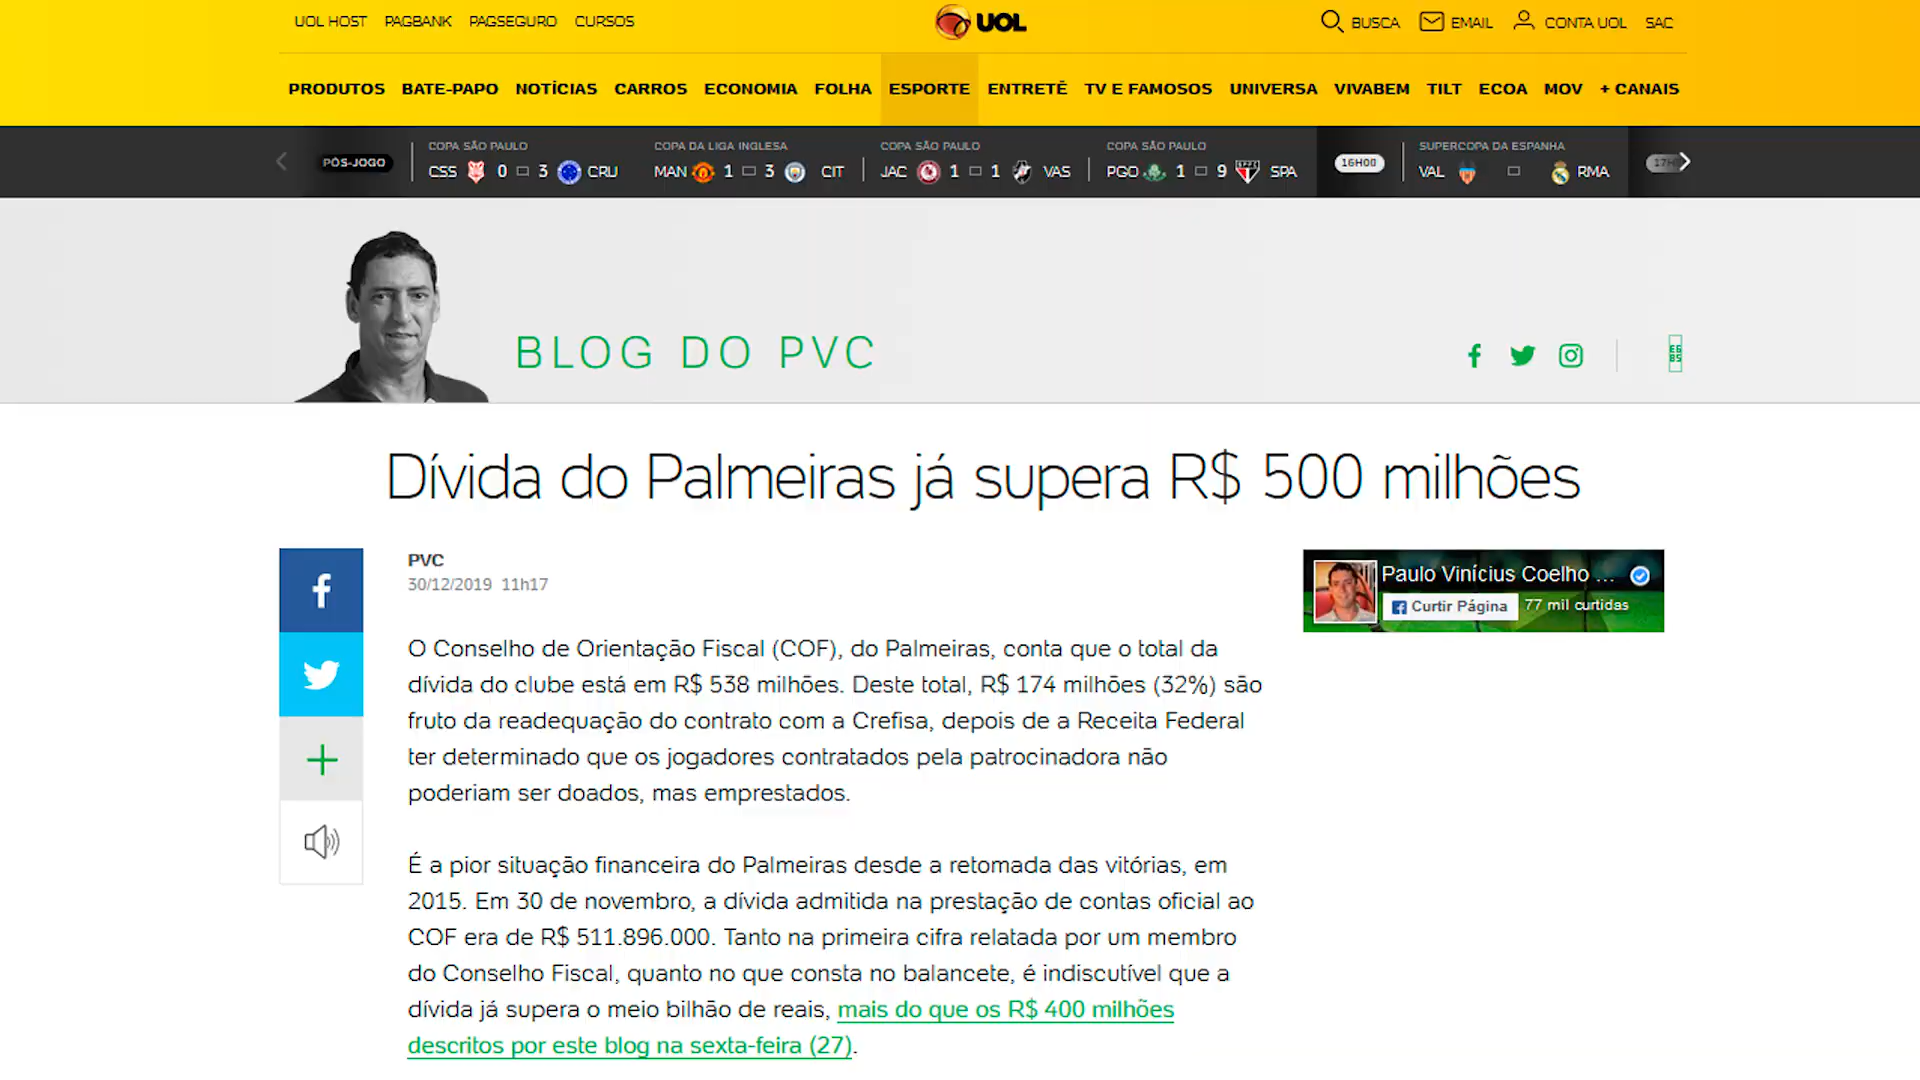 UOL HOST PAGBANK PAGSEGURO CURSOS UOL BUSCA EMAIL CONTA UOL SAC
PRODUTOS BATE-PAPO NOTÍCIAS CARROS ECONOMIA FOLHA ESPORTE ENTRETÊ TV E FAMOSOS UNIVERSA VIVABEM TILT ECOA MOV + CANAIS
COPA SÃO PAULO COPA DA LIGA INGLESA COPA SÃO PAULO COPA SÃO PAULO SUPERCOPA DA ESPANHA
PÓS-JOGO CSS 0 3 CRU MAN 1 3 CIT JAC 1 1 VAS PGO 1 9 SPA 16H00 VAL RMA
BLOG DO PVC
Dívida do Palmeiras já supera R$ 500 milhões
PVC
30/12/2019 11h17
Paulo Vinícius Coelho ...
Curtir Página 77 mil curtidas
O Conselho de Orientação Fiscal (COF), do Palmeiras, conta que o total da
dívida do clube está em R$ 538 milhões. Deste total, R$ 174 milhões (32%) são
fruto da readequação do contrato com a Crefisa, depois de a Receita Federal
ter determinado que os jogadores contratados pela patrocinadora não
poderiam ser doados, mas emprestados.
É a pior situação financeira do Palmeiras desde a retomada das vitórias, em
2015. Em 30 de novembro, a dívida admitida na prestação de contas oficial ao
COF era de R$ 511.896.000. Tanto na primeira cifra relatada por um membro
do Conselho Fiscal, quanto no que consta no balancete, é indiscutível que a
dívida já supera o meio bilhão de reais, mais do que os R$ 400 milhões
descritos por este blog na sexta-feira (27).